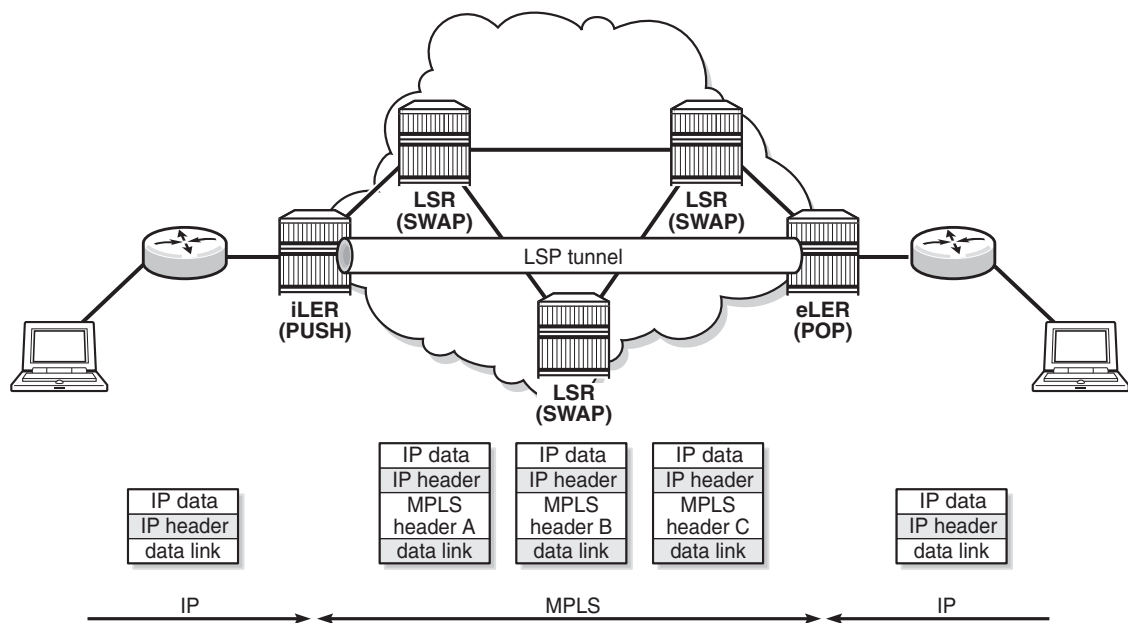 LSR
(SWAP)
LSR
(SWAP)
LSP tunnel
iLER
(PUSH)
eLER
(POP)
LSR
(SWAP)
IP data
IP header
data link
IP data
IP header
MPLS
header A
data link
IP data
IP header
MPLS
header B
data link
IP data
IP header
MPLS
header C
data link
IP data
IP header
data link
IP
MPLS
IP